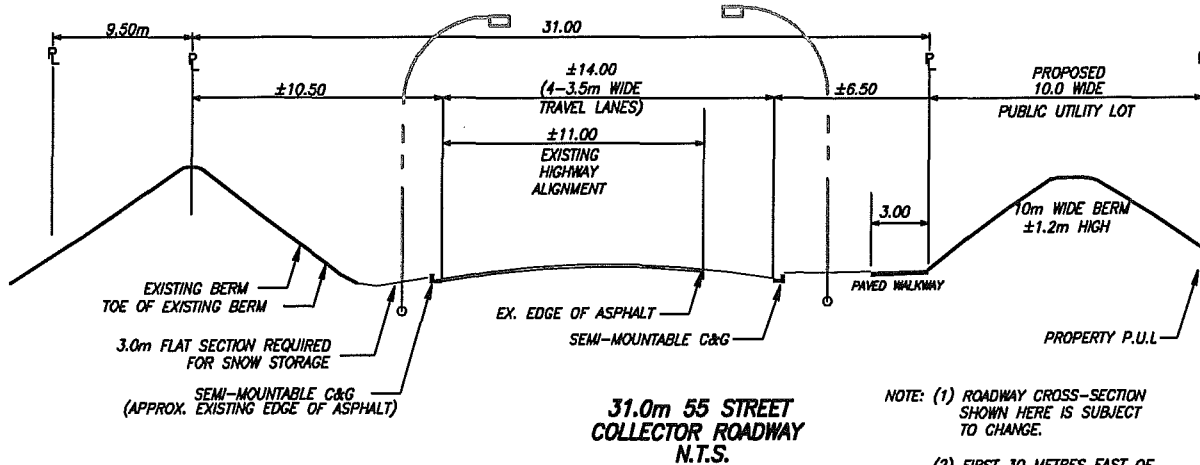 9.50m
31.00
PL
PL
PL
±14.00
(4-3.5m WIDE
TRAVEL LANES)
PROPOSED
10.0 WIDE
PUBLIC UTILITY LOT
±10.50
±6.50
±11.00
EXISTING
HIGHWAY
ALIGNMENT
3.00
10m WIDE BERM
±1.2m HIGH
EXISTING BERM
TOE OF EXISTING BERM
PAVED WALKWAY
EX. EDGE OF ASPHALT
SEMI-MOUNTABLE C&G
PROPERTY P.U.L
3.0m FLAT SECTION REQUIRED
FOR SNOW STORAGE
SEMI-MOUNTABLE C&G
(APPROX. EXISTING EDGE OF ASPHALT)
31.0m 55 STREET
COLLECTOR ROADWAY
N.T.S.
NOTE: (1) ROADWAY CROSS-SECTION
SHOWN HERE IS SUBJECT
TO CHANGE.
(2) FIRST 30 METRES EAST OF